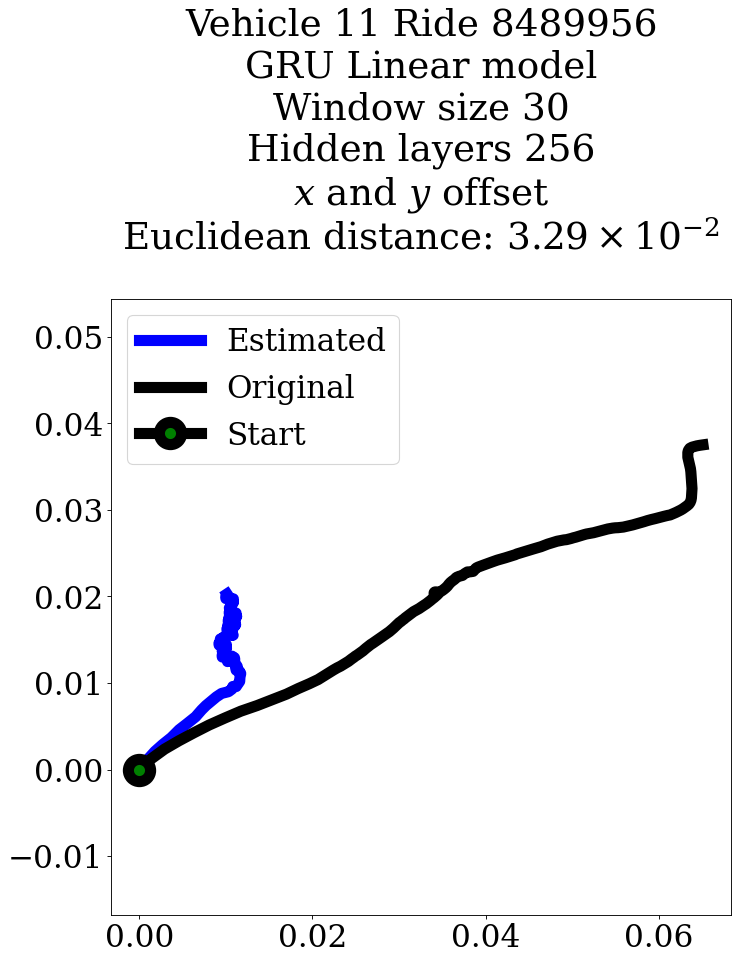 Vehicle 11 Ride 8489956
GRU Linear model
Window size 30
Hidden layers 256
x and y offset
Euclidean distance: 3.29 × 10⁻²
Estimated
Original
Start
0.05
0.04
0.03
0.02
0.01
0.00
−0.01
0.00 0.02 0.04 0.06